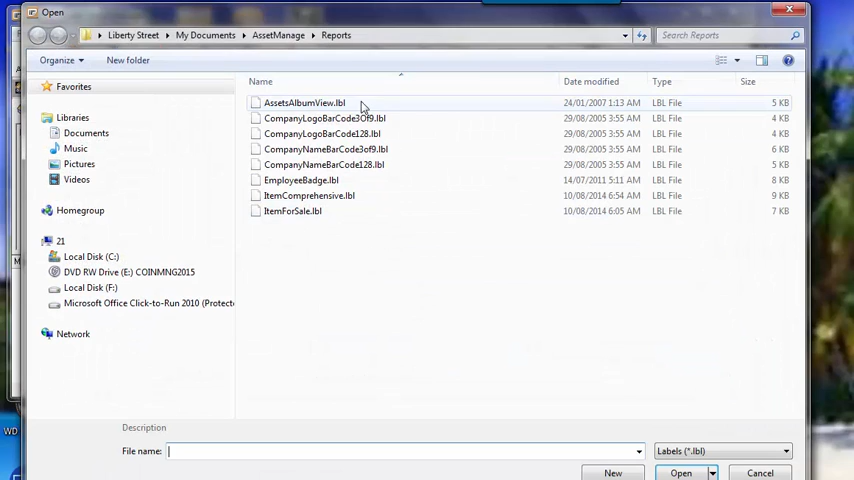 Open
Liberty Street
My Documents
AssetManage
Reports
Search Reports
Organize
New folder
Favorites
Libraries
Documents
Music
Pictures
Videos
Homegroup
21
Local Disk (C:)
DVD RW Drive (E:) COINMNG2015
Local Disk (F:)
Microsoft Office Click-to-Run 2010 (Protecte
Network
Name Date modified Type Size
AssetsAlbumView.lbl 24/01/2007 1:13 AM LBL File 5 KB
CompanyLogoBarCode3Of9.lbl 29/08/2005 3:55 AM LBL File 4 KB
CompanyLogoBarCode128.lbl 29/08/2005 3:55 AM LBL File 4 KB
CompanyNameBarCode3of9.lbl 29/08/2005 3:55 AM LBL File 6 KB
CompanyNameBarCode128.lbl 29/08/2005 3:55 AM LBL File 5 KB
EmployeeBadge.lbl 14/07/2011 5:11 AM LBL File 8 KB
ItemComprehensive.lbl 10/08/2014 6:54 AM LBL File 9 KB
ItemForSale.lbl 10/08/2014 6:05 AM LBL File 7 KB
Description
File name:
Labels (*.lbl)
New
Open
Cancel
WD